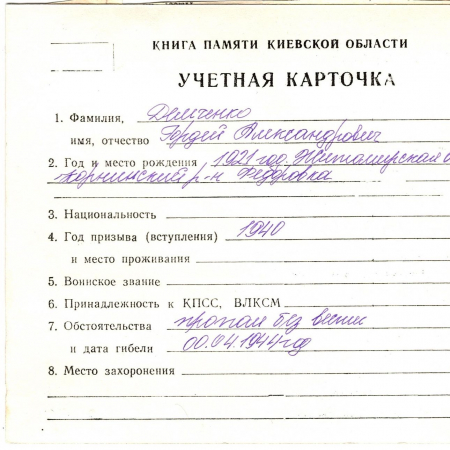 КНИГА ПАМЯТИ КИЕВСКОЙ ОБЛАСТИ
УЧЕТНАЯ КАРТОЧКА
1. Фамилия, Демченко
имя, отчество Гордей Александрович
2. Год и место рождения 1921 год, Житомирская о
р-н Федоровка
3. Национальность
4. Год призыва (вступления) 1940
и место проживания
5. Воинское звание
6. Принадлежность к КПСС, ВЛКСМ
7. Обстоятельства пропал без вести
и дата гибели 00.04.1944 год
8. Место захоронения